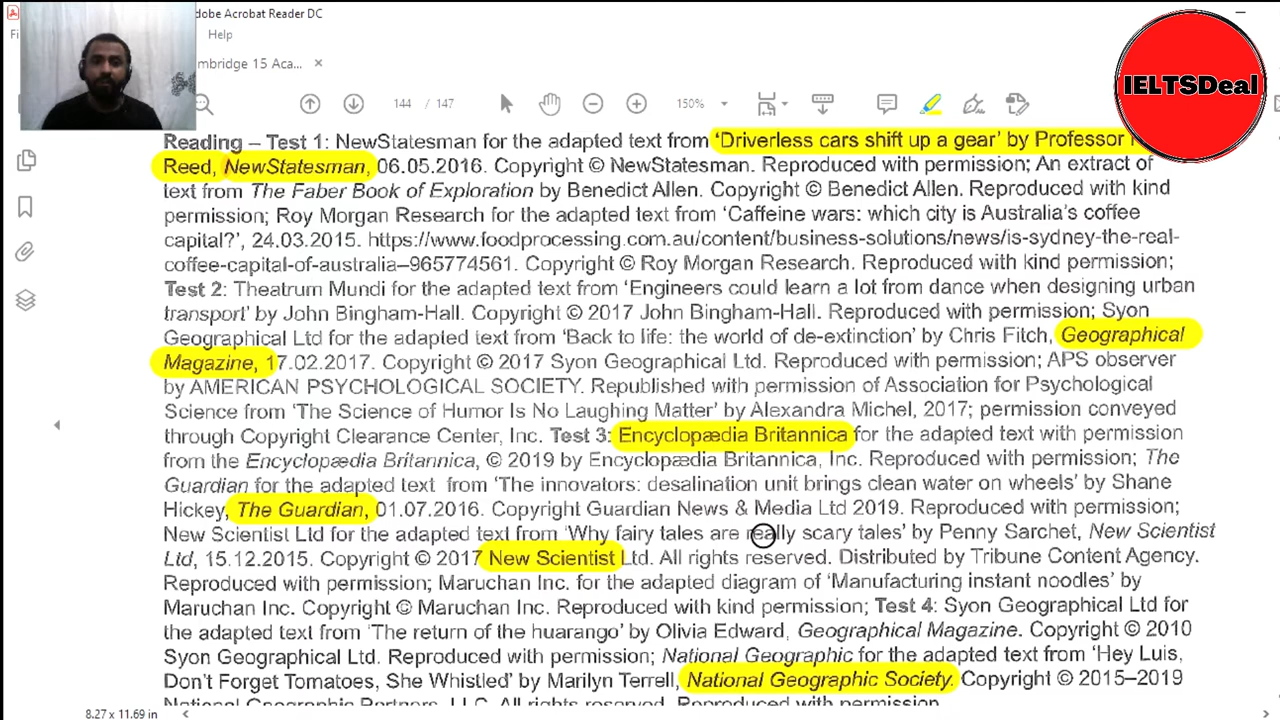 dobe Acrobat Reader DC
Fi
Help
mbridge 15 Aca...
IELTSDeal
144 / 147
150%
Reading – Test 1: NewStatesman for the adapted text from 'Driverless cars shift up a gear' by Professor
Reed, NewStatesman, 06.05.2016. Copyright © NewStatesman. Reproduced with permission; An extract of
text from The Faber Book of Exploration by Benedict Allen. Copyright © Benedict Allen. Reproduced with kind
permission; Roy Morgan Research for the adapted text from 'Caffeine wars: which city is Australia's coffee
capital?', 24.03.2015. https://www.foodprocessing.com.au/content/business-solutions/news/is-sydney-the-real-
coffee-capital-of-australia–965774561. Copyright © Roy Morgan Research. Reproduced with kind permission;
Test 2: Theatrum Mundi for the adapted text from 'Engineers could learn a lot from dance when designing urban
transport' by John Bingham-Hall. Copyright © 2017 John Bingham-Hall. Reproduced with permission; Syon
Geographical Ltd for the adapted text from 'Back to life: the world of de-extinction' by Chris Fitch, Geographical
Magazine, 17.02.2017. Copyright © 2017 Syon Geographical Ltd. Reproduced with permission; APS observer
by AMERICAN PSYCHOLOGICAL SOCIETY. Republished with permission of Association for Psychological
Science from 'The Science of Humor Is No Laughing Matter' by Alexandra Michel, 2017; permission conveyed
through Copyright Clearance Center, Inc. Test 3: Encyclopædia Britannica for the adapted text with permission
from the Encyclopædia Britannica, © 2019 by Encyclopædia Britannica, Inc. Reproduced with permission; The
Guardian for the adapted text from 'The innovators: desalination unit brings clean water on wheels' by Shane
Hickey, The Guardian, 01.07.2016. Copyright Guardian News & Media Ltd 2019. Reproduced with permission;
New Scientist Ltd for the adapted text from 'Why fairy tales are really scary tales' by Penny Sarchet, New Scientist
Ltd, 15.12.2015. Copyright © 2017 New Scientist Ltd. All rights reserved. Distributed by Tribune Content Agency.
Reproduced with permission; Maruchan Inc. for the adapted diagram of 'Manufacturing instant noodles' by
Maruchan Inc. Copyright © Maruchan Inc. Reproduced with kind permission; Test 4: Syon Geographical Ltd for
the adapted text from 'The return of the huarango' by Olivia Edward, Geographical Magazine. Copyright © 2010
Syon Geographical Ltd. Reproduced with permission; National Geographic for the adapted text from 'Hey Luis,
Don't Forget Tomatoes, She Whistled' by Marilyn Terrell, National Geographic Society. Copyright © 2015–2019
National Geographic Partners, LLC. All rights reserved. Reproduced with permission
8.27 x 11.69 in